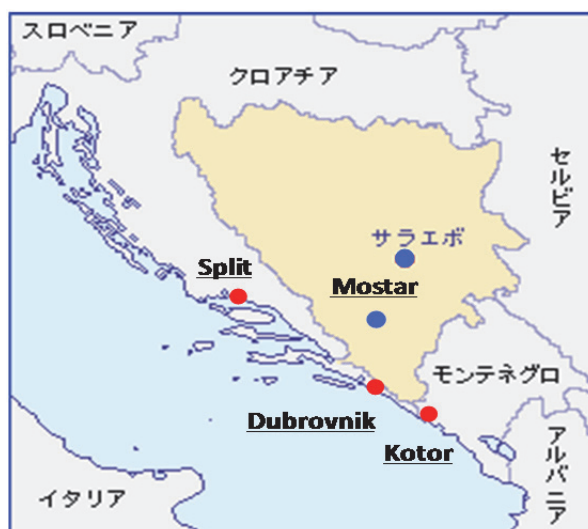 スロベニア
クロアチア
セルビア
サラエボ
Split
Mostar
モンテネグロ
Dubrovnik
Kotor
アルバニア
イタリア